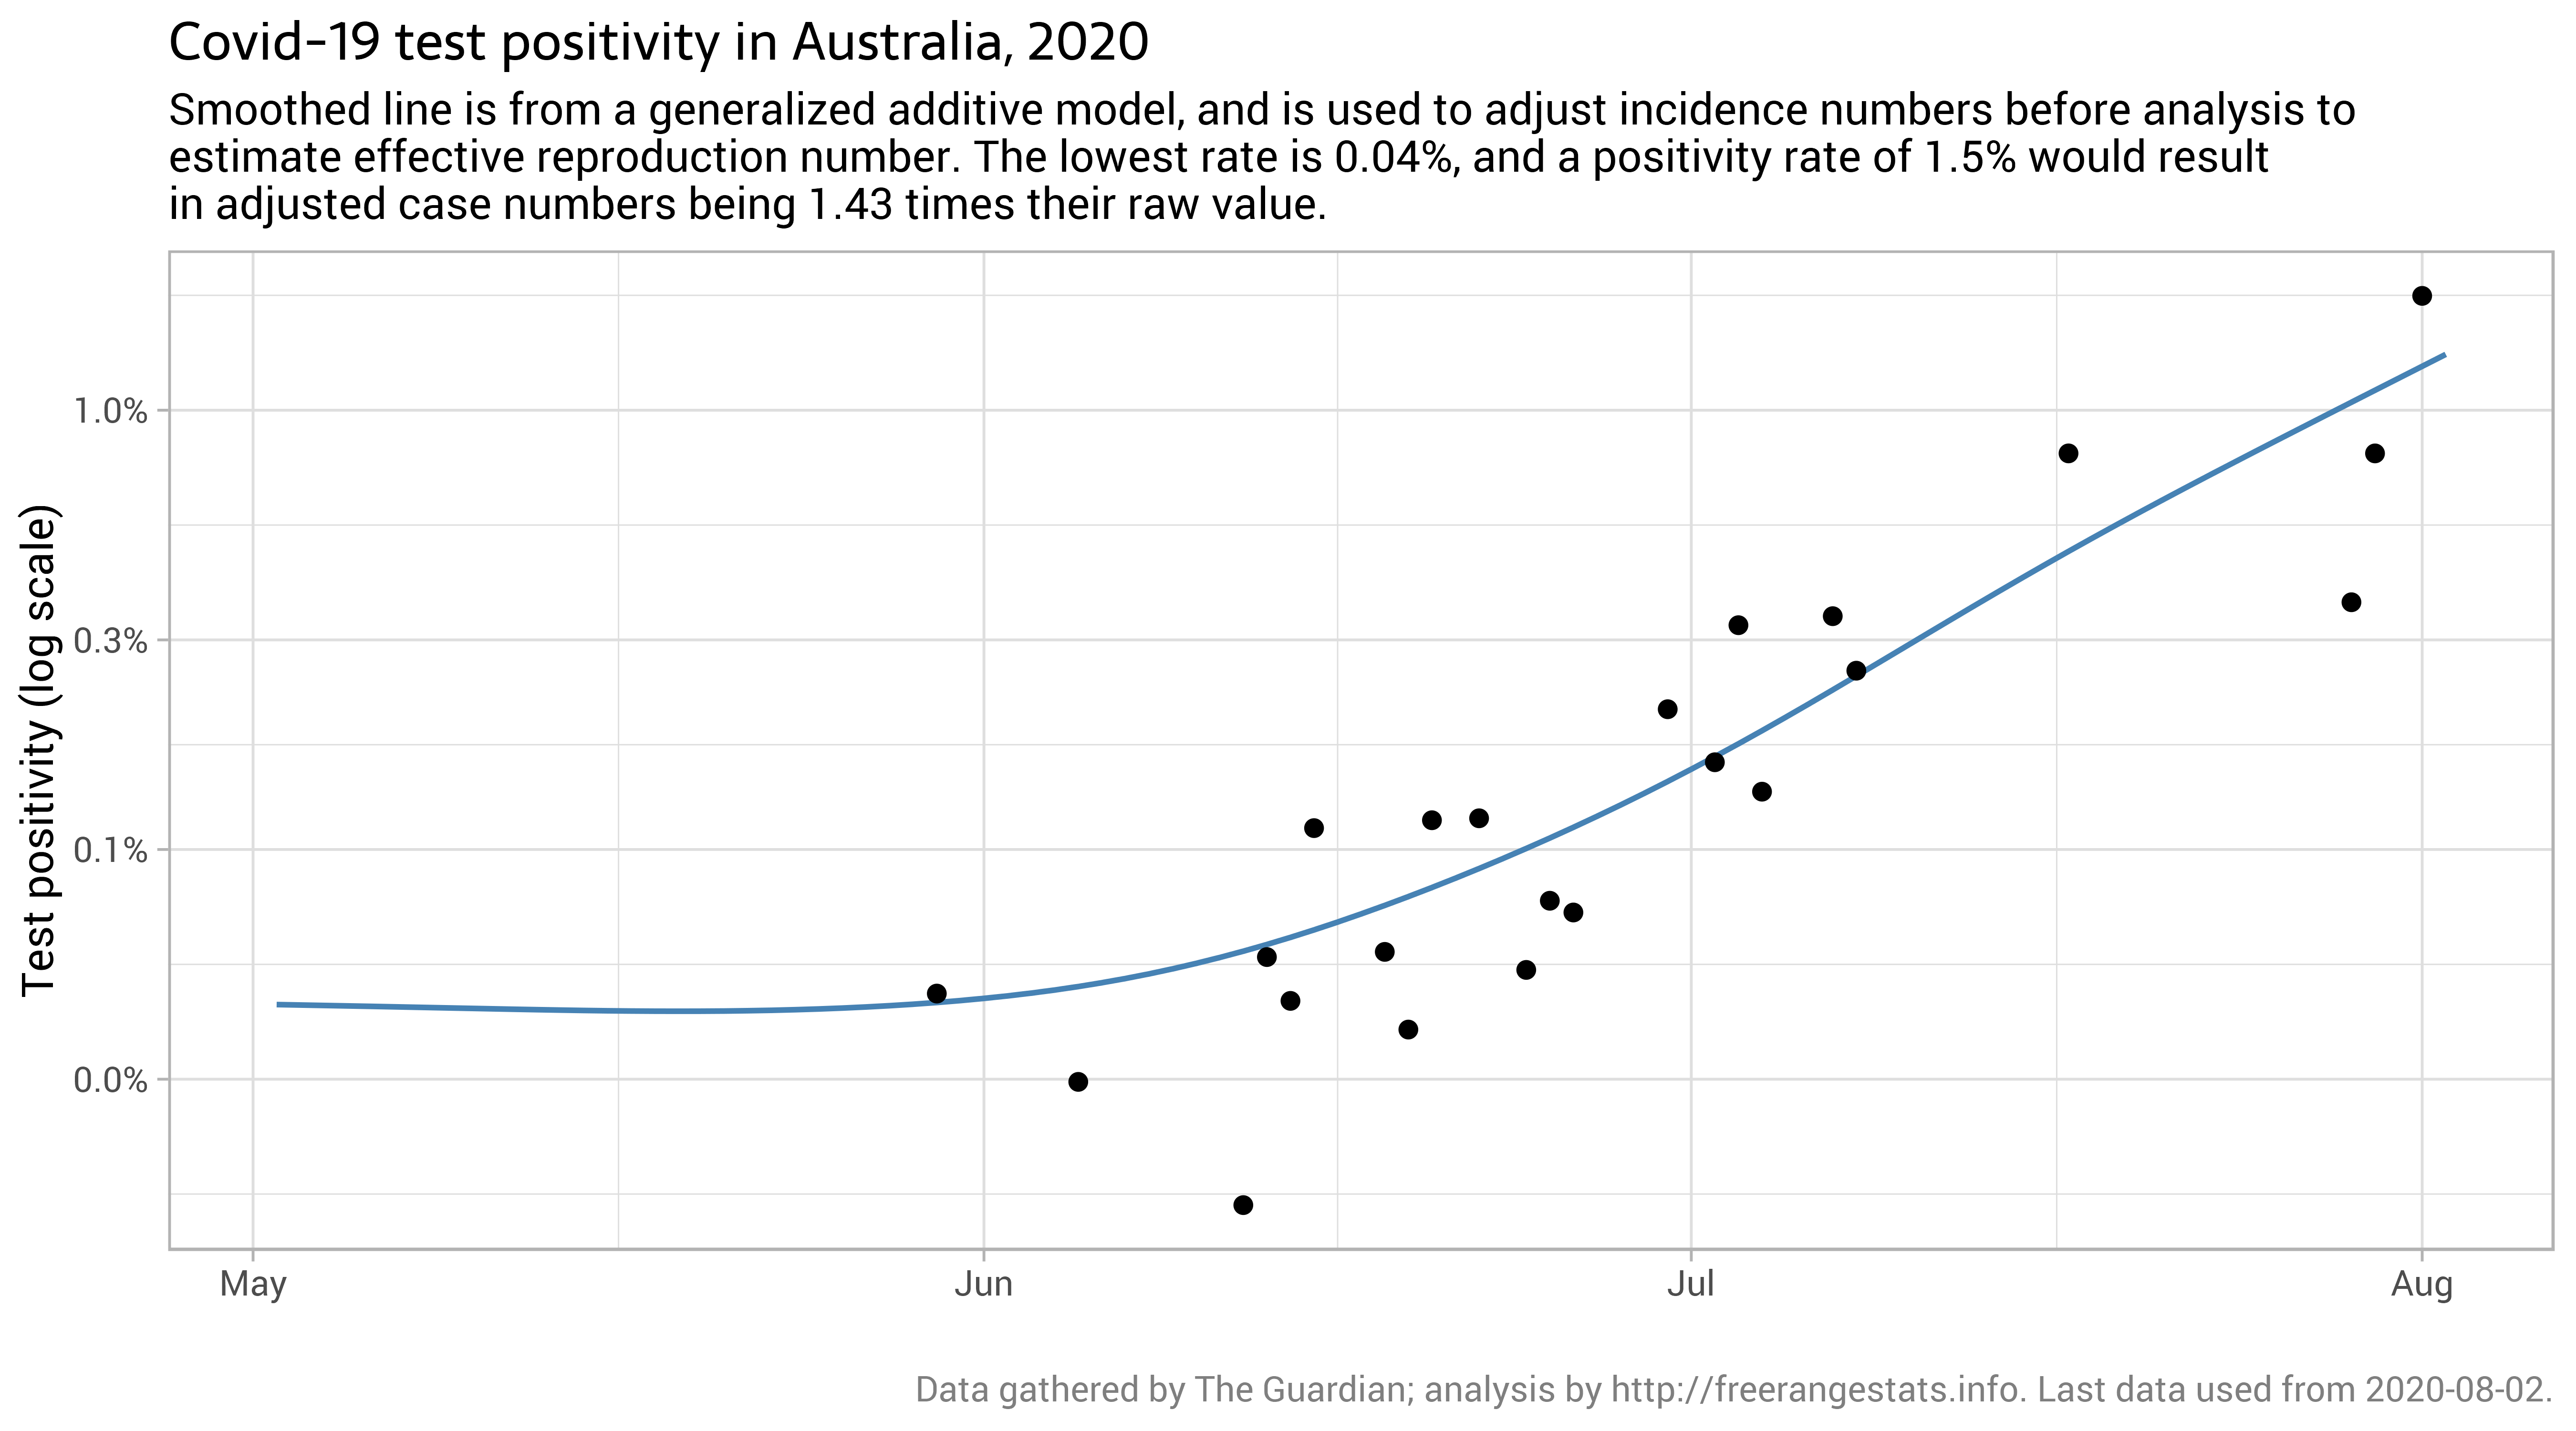 Covid-19 test positivity in Australia, 2020
Smoothed line is from a generalized additive model, and is used to adjust incidence numbers before analysis to
estimate effective reproduction number. The lowest rate is 0.04%, and a positivity rate of 1.5% would result
in adjusted case numbers being 1.43 times their raw value.
Test positivity (log scale)
1.0%
0.3%
0.1%
0.0%
May
Jun
Jul
Aug
Data gathered by The Guardian; analysis by http://freerangestats.info. Last data used from 2020-08-02.